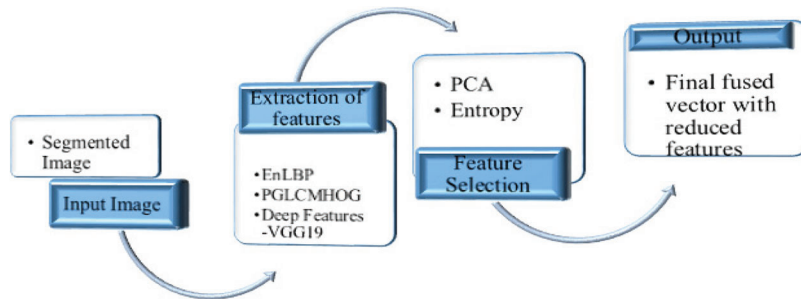 • Segmented
Image
Input Image
Extraction of
features
•EnLBP
•PGLCMHOG
•Deep Features
-VGG19
• PCA
• Entropy
Feature
Selection
Output
• Final fused
vector with
reduced
features